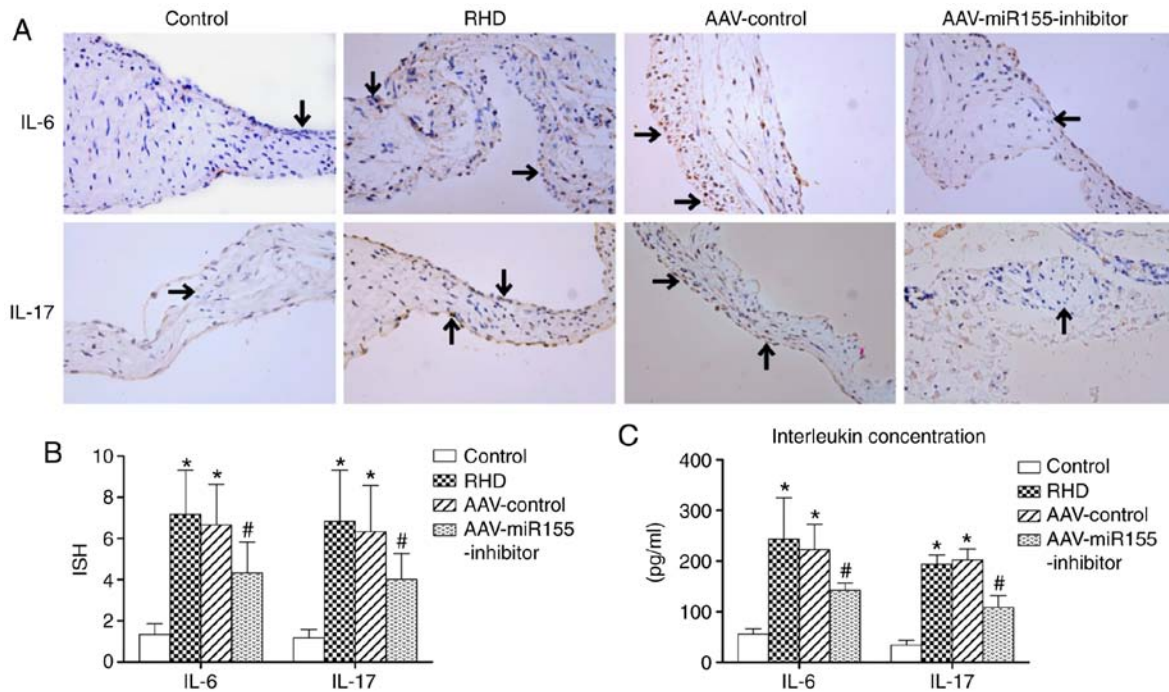 Control RHD AAV-control AAV-miR155-inhibitor
A
IL-6
IL-17
B
10
8
6
4
2
0
ISH
* * #
* * #
IL-6 IL-17
Control
RHD
AAV-control
AAV-miR155
-inhibitor
C
Interleukin concentration
400
300
200
100
0
(pg/ml)
* * #
* * #
IL-6 IL-17
Control
RHD
AAV-control
AAV-miR155
-inhibitor